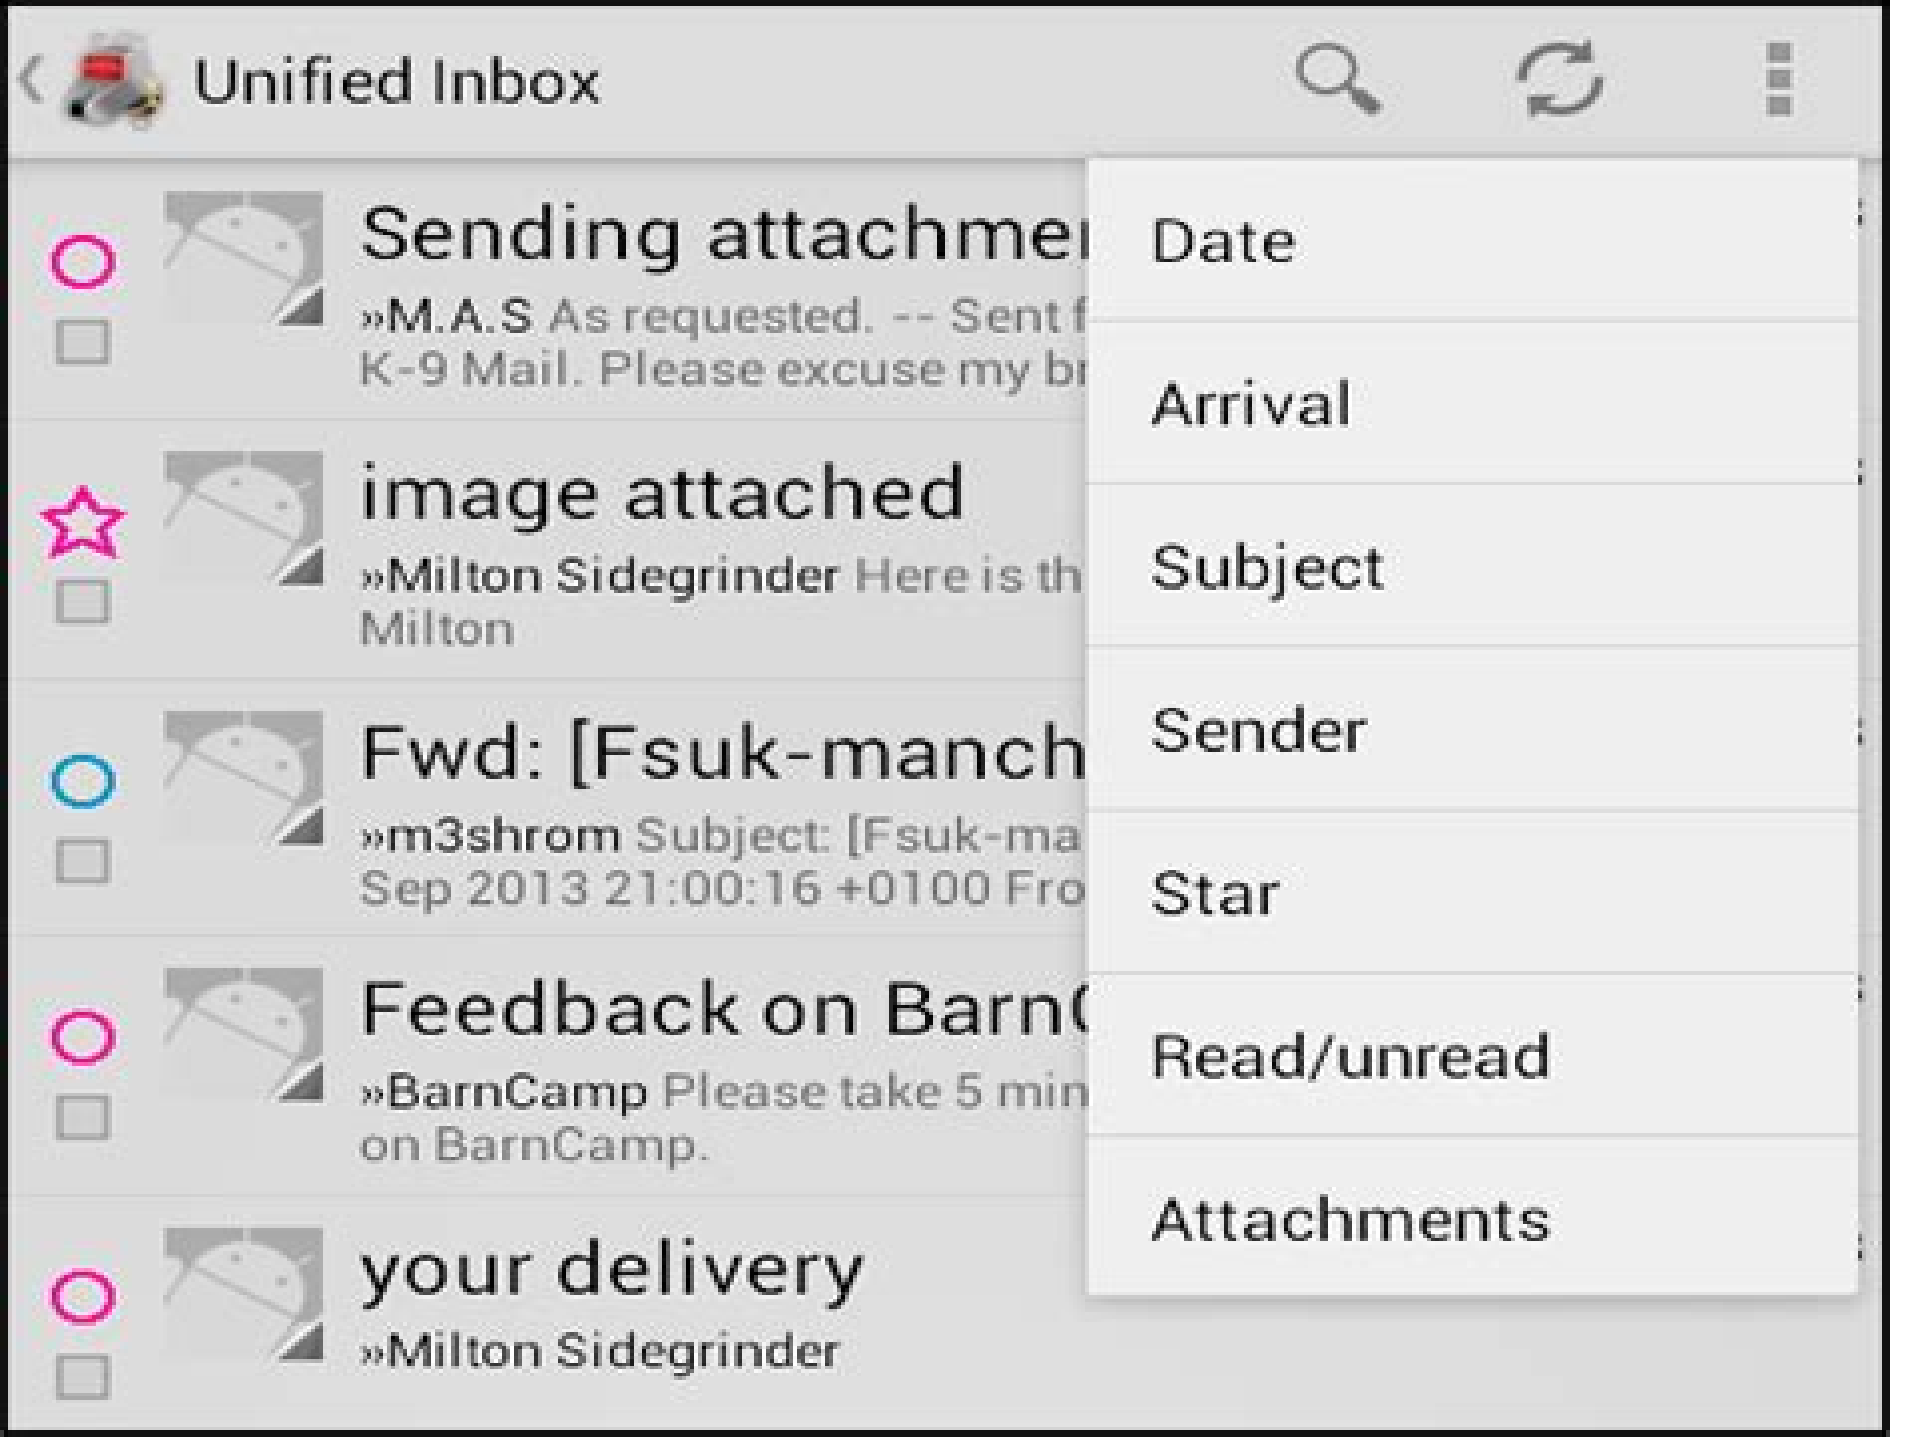 Unified Inbox
Sending attachme
»M.A.S As requested. -- Sent f
K-9 Mail. Please excuse my br
image attached
»Milton Sidegrinder Here is th
Milton
Fwd: [Fsuk-manch
»m3shrom Subject: [Fsuk-ma
Sep 2013 21:00:16 +0100 Fro
Feedback on Barn
»BarnCamp Please take 5 min
on BarnCamp.
your delivery
»Milton Sidegrinder
Date
Arrival
Subject
Sender
Star
Read/unread
Attachments